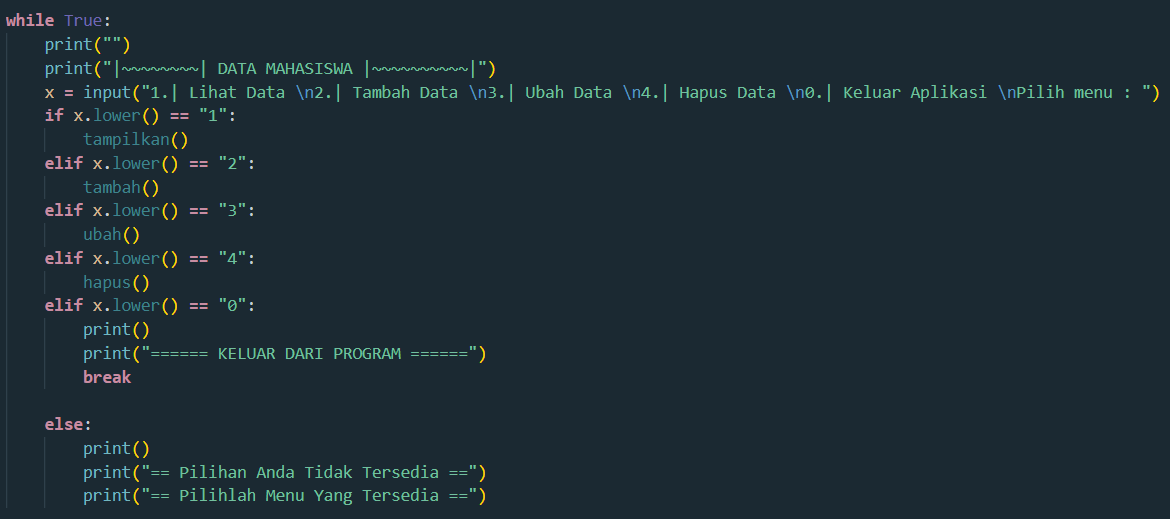 while True:
    print("")
    print("|~~~~~~~~| DATA MAHASISWA |~~~~~~~~~~|")
    x = input("1.| Lihat Data \n2.| Tambah Data \n3.| Ubah Data \n4.| Hapus Data \n0.| Keluar Aplikasi \nPilih menu : ")
    if x.lower() == "1":
        tampilkan()
    elif x.lower() == "2":
        tambah()
    elif x.lower() == "3":
        ubah()
    elif x.lower() == "4":
        hapus()
    elif x.lower() == "0":
        print()
        print("====== KELUAR DARI PROGRAM ======")
        break
    else:
        print()
        print("== Pilihan Anda Tidak Tersedia ==")
        print("== Pilihlah Menu Yang Tersedia ==")